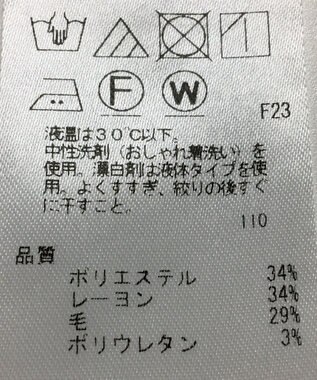 F W
F23
液温は30℃以下。
中性洗剤（おしゃれ着洗い）を
使用。漂白剤は液体タイプを使
用。よくすすぎ、絞りの後すぐ
に干すこと。
110
品質
ポリエステル 34%
レーヨン 34%
毛 29%
ポリウレタン 3%